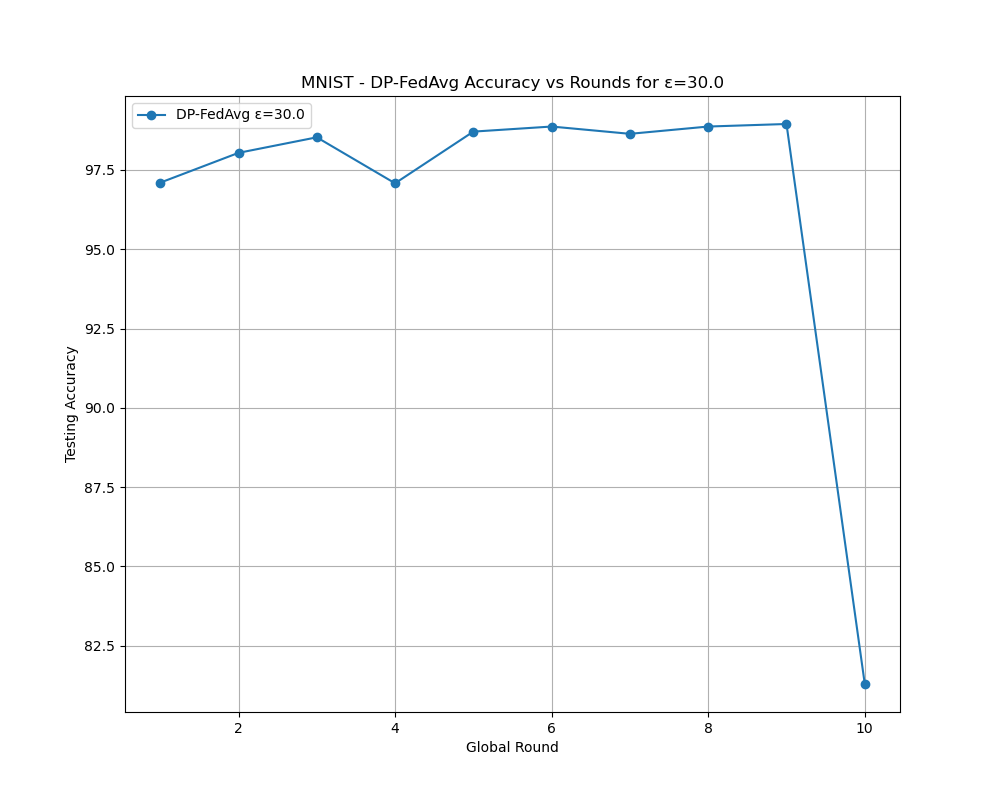 MNIST - DP-FedAvg Accuracy vs Rounds for ε=30.0
DP-FedAvg ε=30.0
97.5
95.0
92.5
90.0
87.5
85.0
82.5
Testing Accuracy
2 4 6 8 10
Global Round